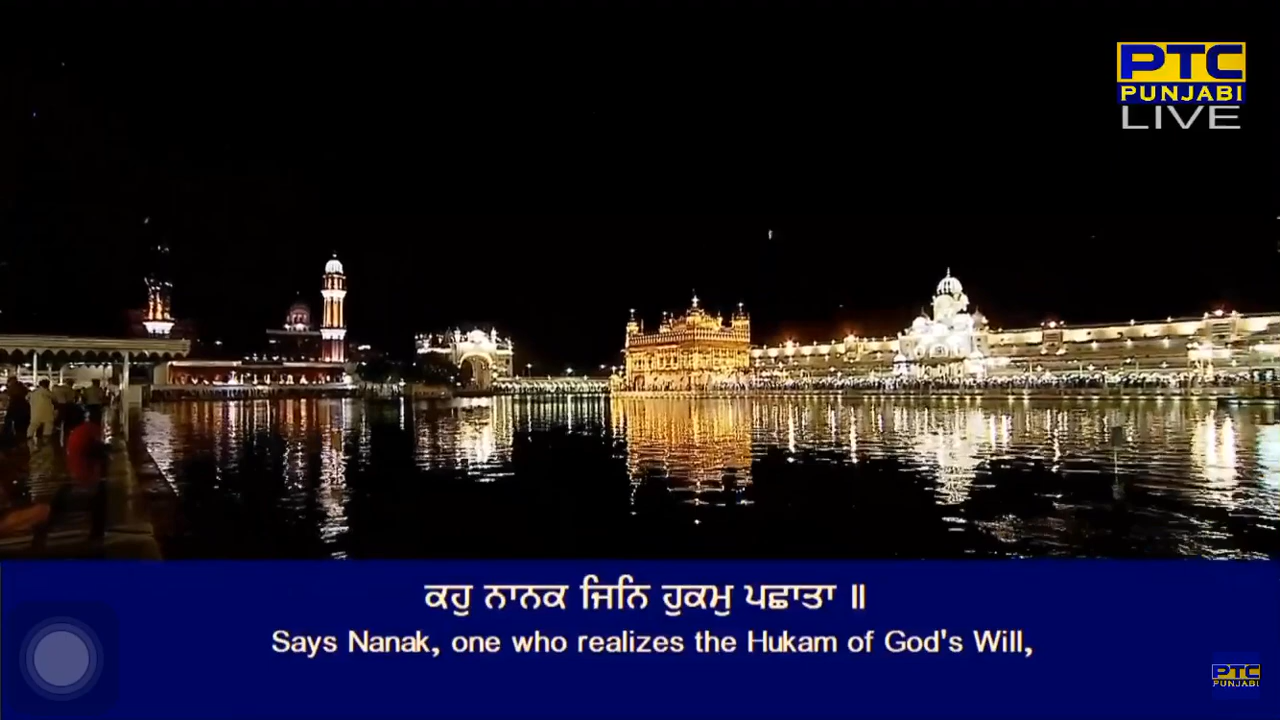 PTC
PUNJABI
LIVE
ਕਹੁ ਨਾਨਕ ਜਿਨਿ ਹੁਕਮੁ ਪਛਾਤਾ ॥
Says Nanak, one who realizes the Hukam of God's Will,
PTC
PUNJABI